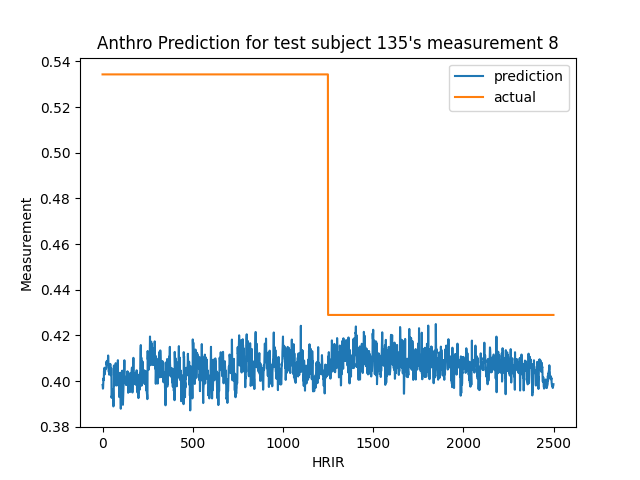 Anthro Prediction for test subject 135's measurement 8
prediction
actual
Measurement
0.54
0.52
0.50
0.48
0.46
0.44
0.42
0.40
0.38
0 500 1000 1500 2000 2500
HRIR